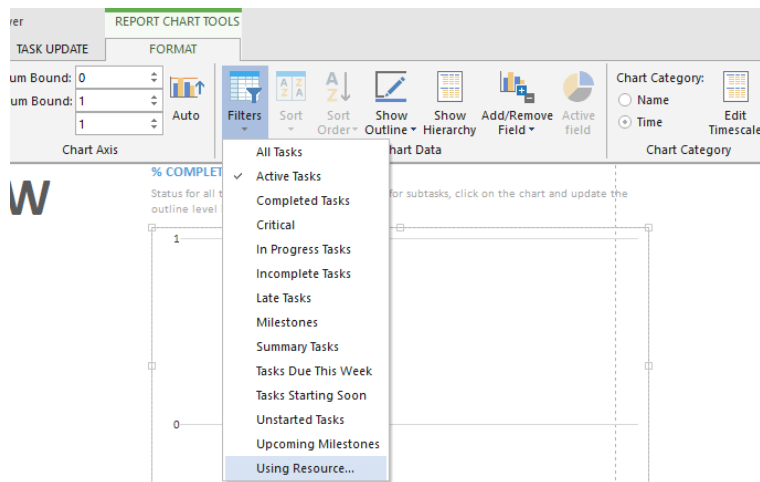 ver
REPORT CHART TOOLS
TASK UPDATE
FORMAT
um Bound: 0
um Bound: 1
1
Auto
Chart Axis
Filters
Sort
Sort
Order
Show
Outline
Show
Hierarchy
Add/Remove
Field
Active
field
hart Data
Chart Category:
Name
Time
Edit
Timescale
Chart Category
W
% COMPLET
Status for all t
for subtasks, click on the chart and update the
outline level
All Tasks
Active Tasks
Completed Tasks
Critical
In Progress Tasks
Incomplete Tasks
Late Tasks
Milestones
Summary Tasks
Tasks Due This Week
Tasks Starting Soon
Unstarted Tasks
Upcoming Milestones
Using Resource...
1
0